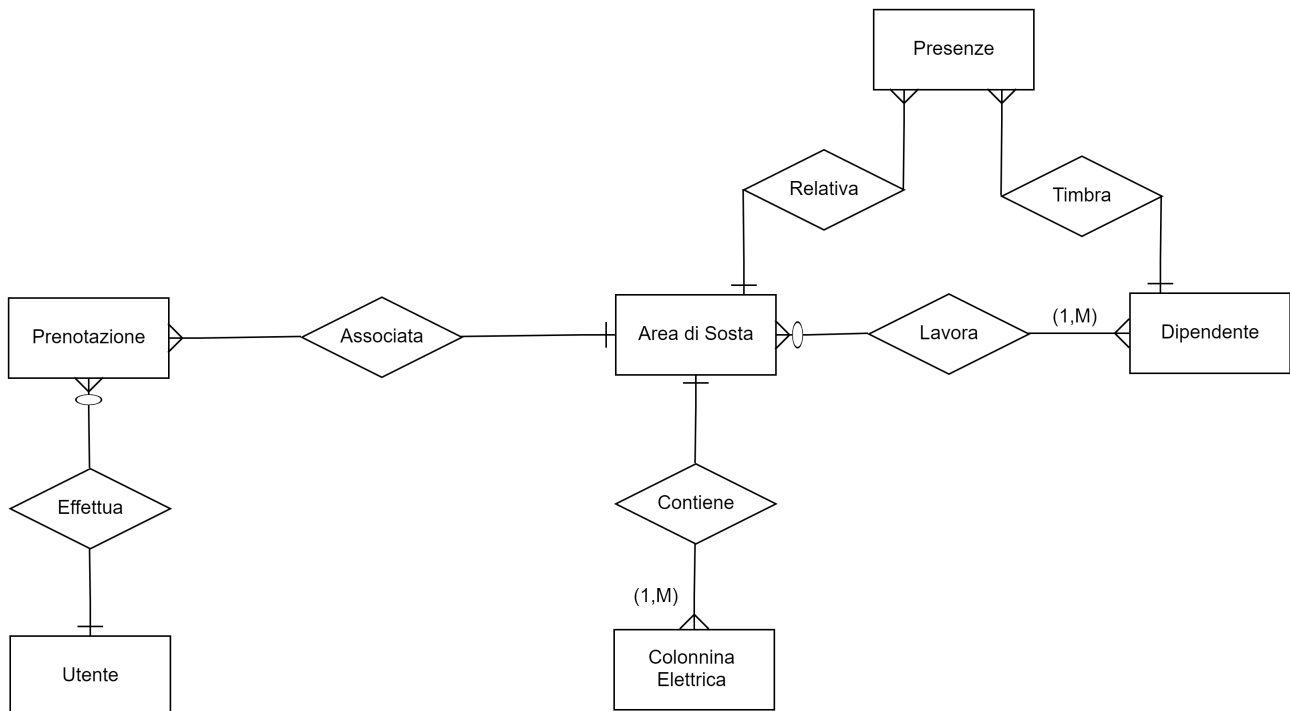 Presenze
Relativa
Timbra
Prenotazione
Associata
Area di Sosta
Lavora
(1,M)
Dipendente
Effettua
Contiene
(1,M)
Utente
Colonnina
Elettrica